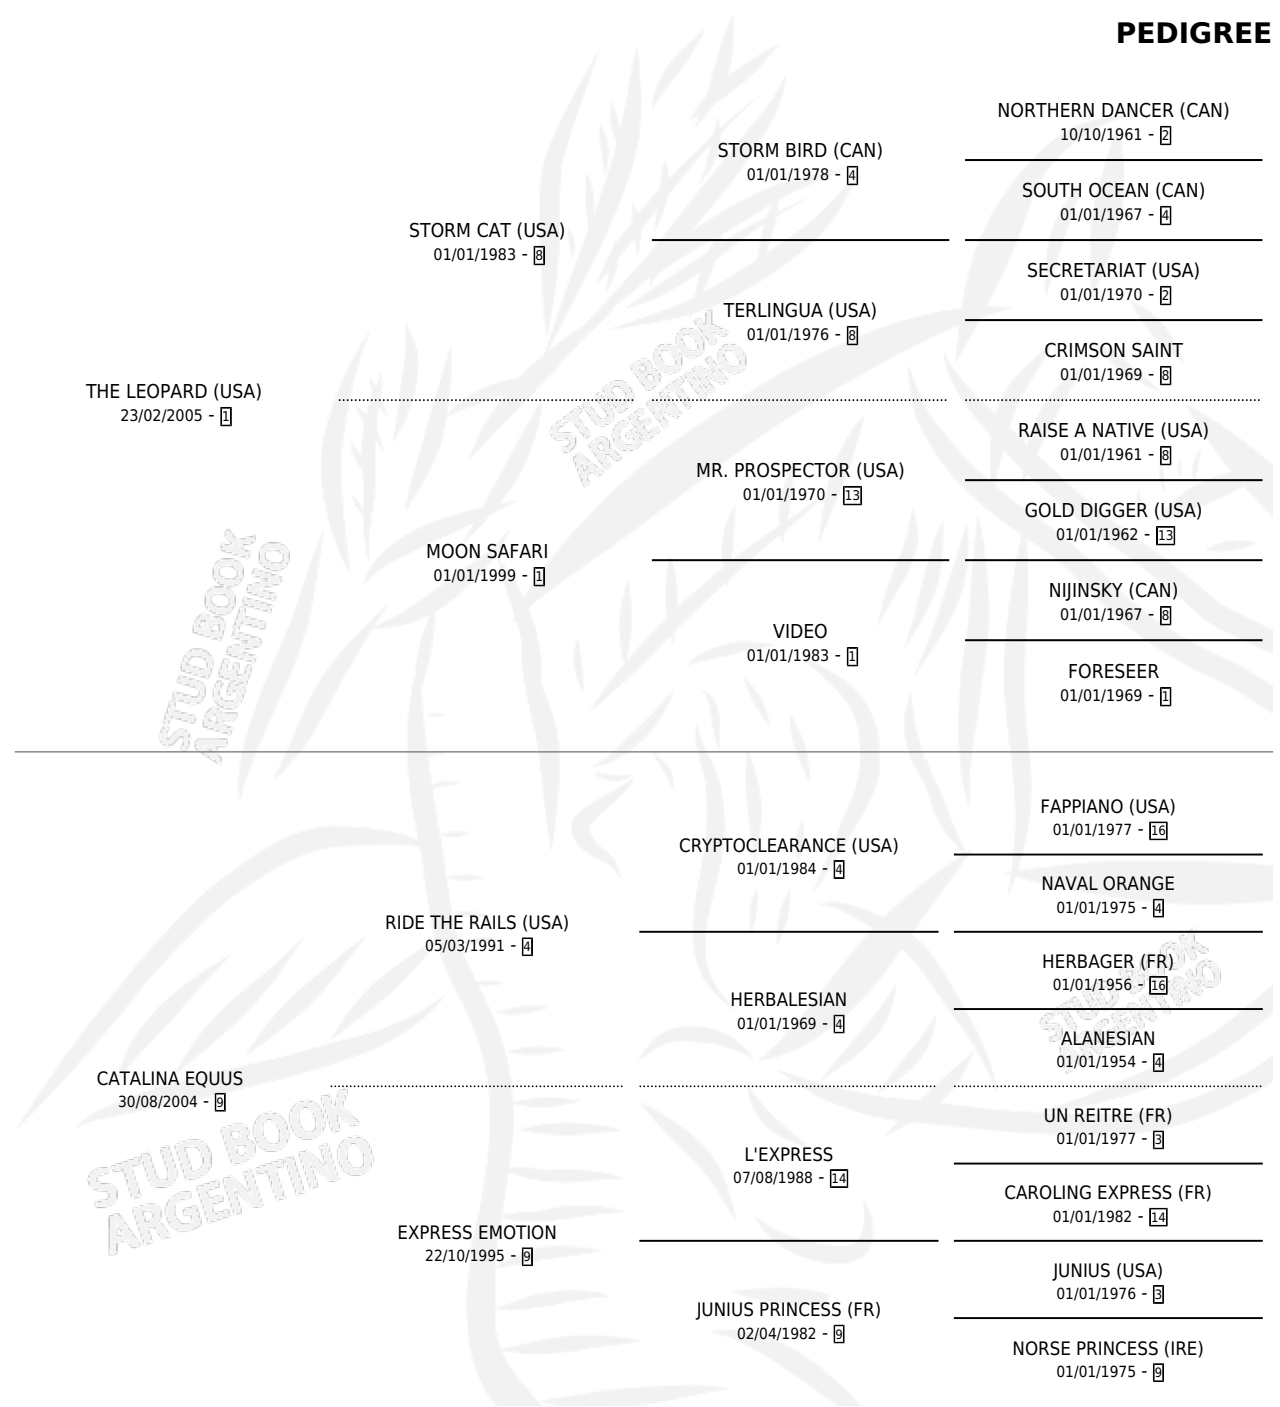 PEDIGREE
NORTHERN DANCER (CAN)
10/10/1961 - 2
STORM BIRD (CAN)
01/01/1978 - 4
SOUTH OCEAN (CAN)
01/01/1967 - 4
STORM CAT (USA)
01/01/1983 - 8
SECRETARIAT (USA)
01/01/1970 - 2
TERLINGUA (USA)
01/01/1976 - 8
CRIMSON SAINT
01/01/1969 - 8
THE LEOPARD (USA)
23/02/2005 - 1
STUD BOOK
ARGENTINO
RAISE A NATIVE (USA)
01/01/1961 - 8
MR. PROSPECTOR (USA)
01/01/1970 - 13
GOLD DIGGER (USA)
01/01/1962 - 13
MOON SAFARI
01/01/1999 - 1
NIJINSKY (CAN)
01/01/1967 - 8
VIDEO
01/01/1983 - 1
FORESEER
01/01/1969 - 1
STUD BOOK
ARGENTINO
FAPPIANO (USA)
01/01/1977 - 16
CRYPTOCLEARANCE (USA)
01/01/1984 - 4
NAVAL ORANGE
01/01/1975 - 4
RIDE THE RAILS (USA)
05/03/1991 - 4
HERBAGER (FR)
01/01/1956 - 16
HERBALESIAN
01/01/1969 - 4
STUD BOOK
ARGENTINO
ALANESIAN
01/01/1954 - 4
CATALINA EQUUS
30/08/2004 - 9
STUD BOOK
ARGENTINO
UN REITRE (FR)
01/01/1977 - 3
L'EXPRESS
07/08/1988 - 14
CAROLING EXPRESS (FR)
01/01/1982 - 14
EXPRESS EMOTION
22/10/1995 - 9
JUNIUS (USA)
01/01/1976 - 3
JUNIUS PRINCESS (FR)
02/04/1982 - 9
NORSE PRINCESS (IRE)
01/01/1975 - 9